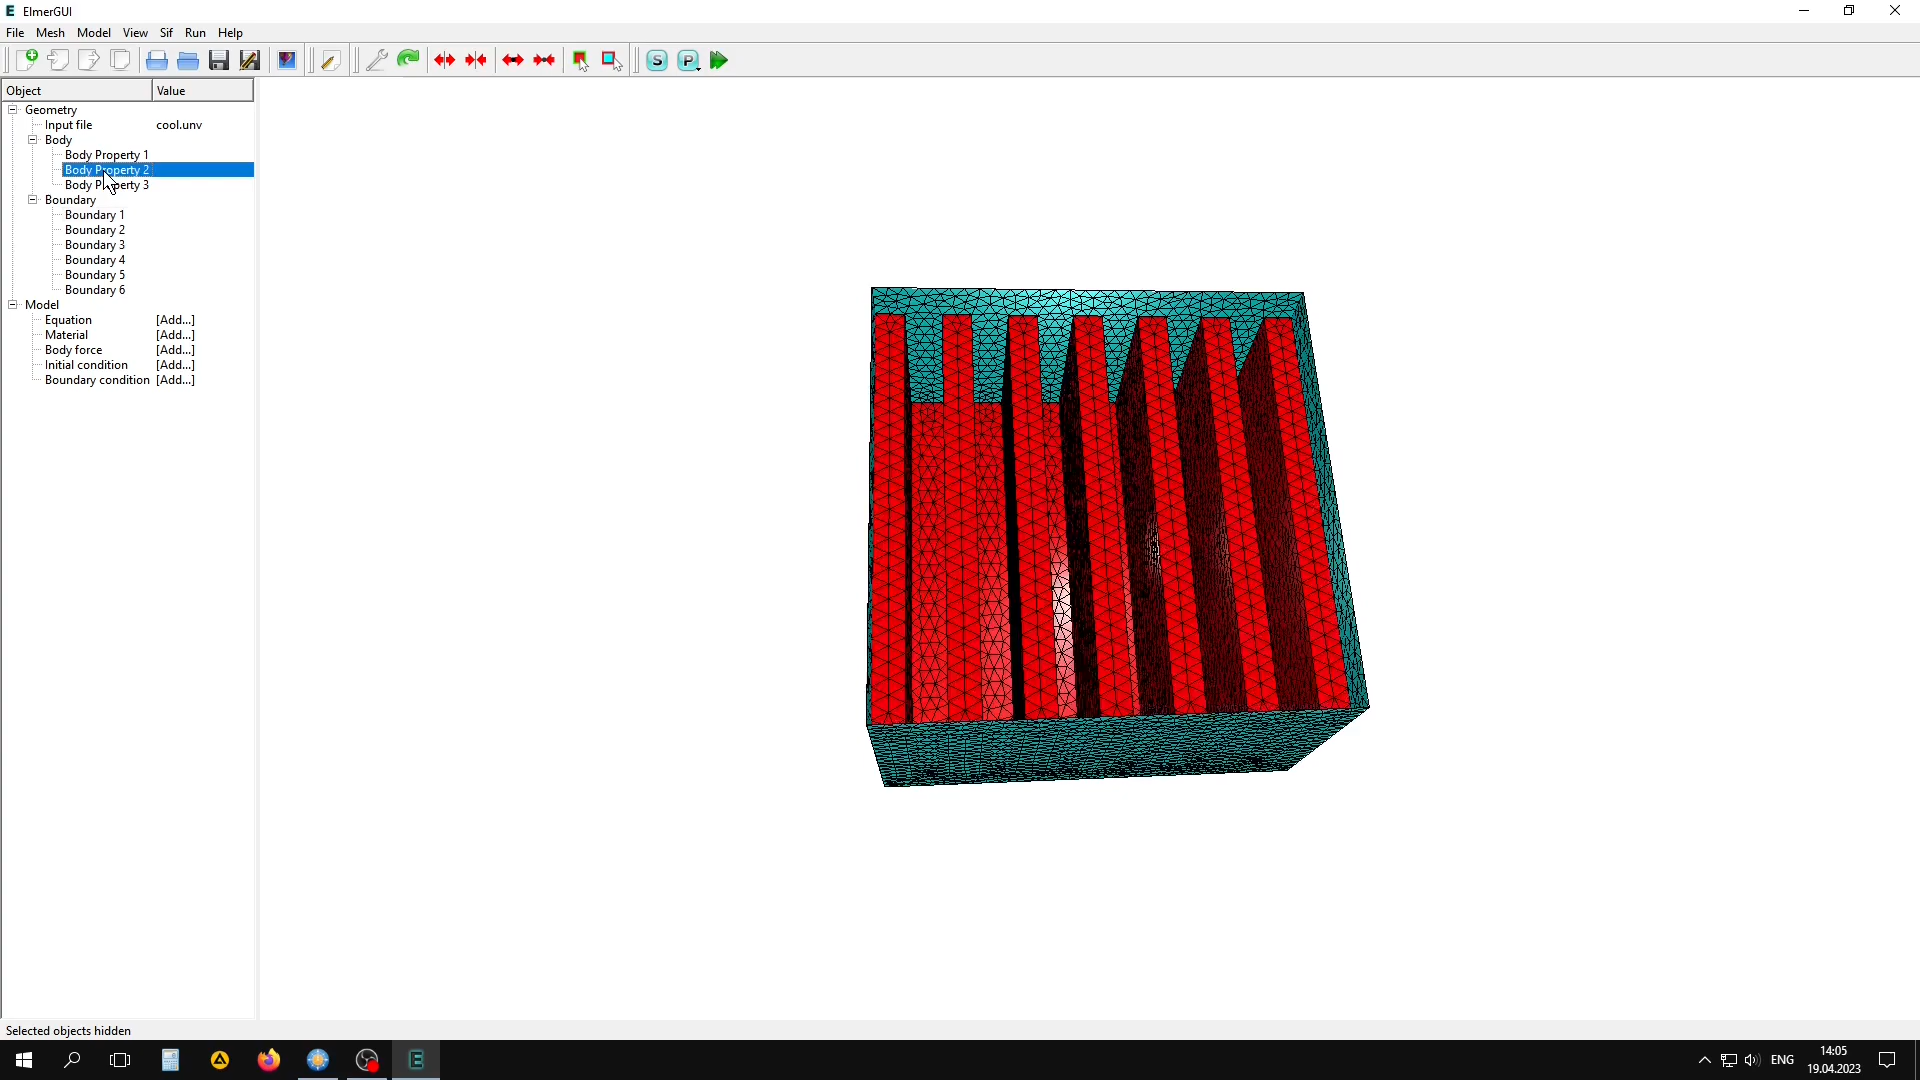 ElmerGUI
File Mesh Model View Sif Run Help
S P
Object Value
Geometry
Input file cool.unv
Body
Body Property 1
Body Property 2
Body Property 3
Boundary
Boundary 1
Boundary 2
Boundary 3
Boundary 4
Boundary 5
Boundary 6
Model
Equation [Add...]
Material [Add...]
Body force [Add...]
Initial condition [Add...]
Boundary condition [Add...]
Selected objects hidden
ENG
14:05
19.04.2023